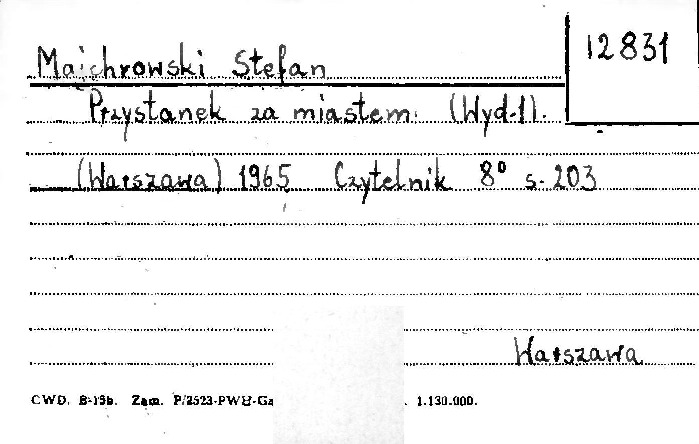 Majchrowski Stefan
12831
Przystanek za miastem. (Wyd. 1).
(Warszawa) 1965 Czytelnik 8° s. 203
Warszawa
CWD. B-15b. Zam. P/2523-PWH-Ga . 1.130.000.